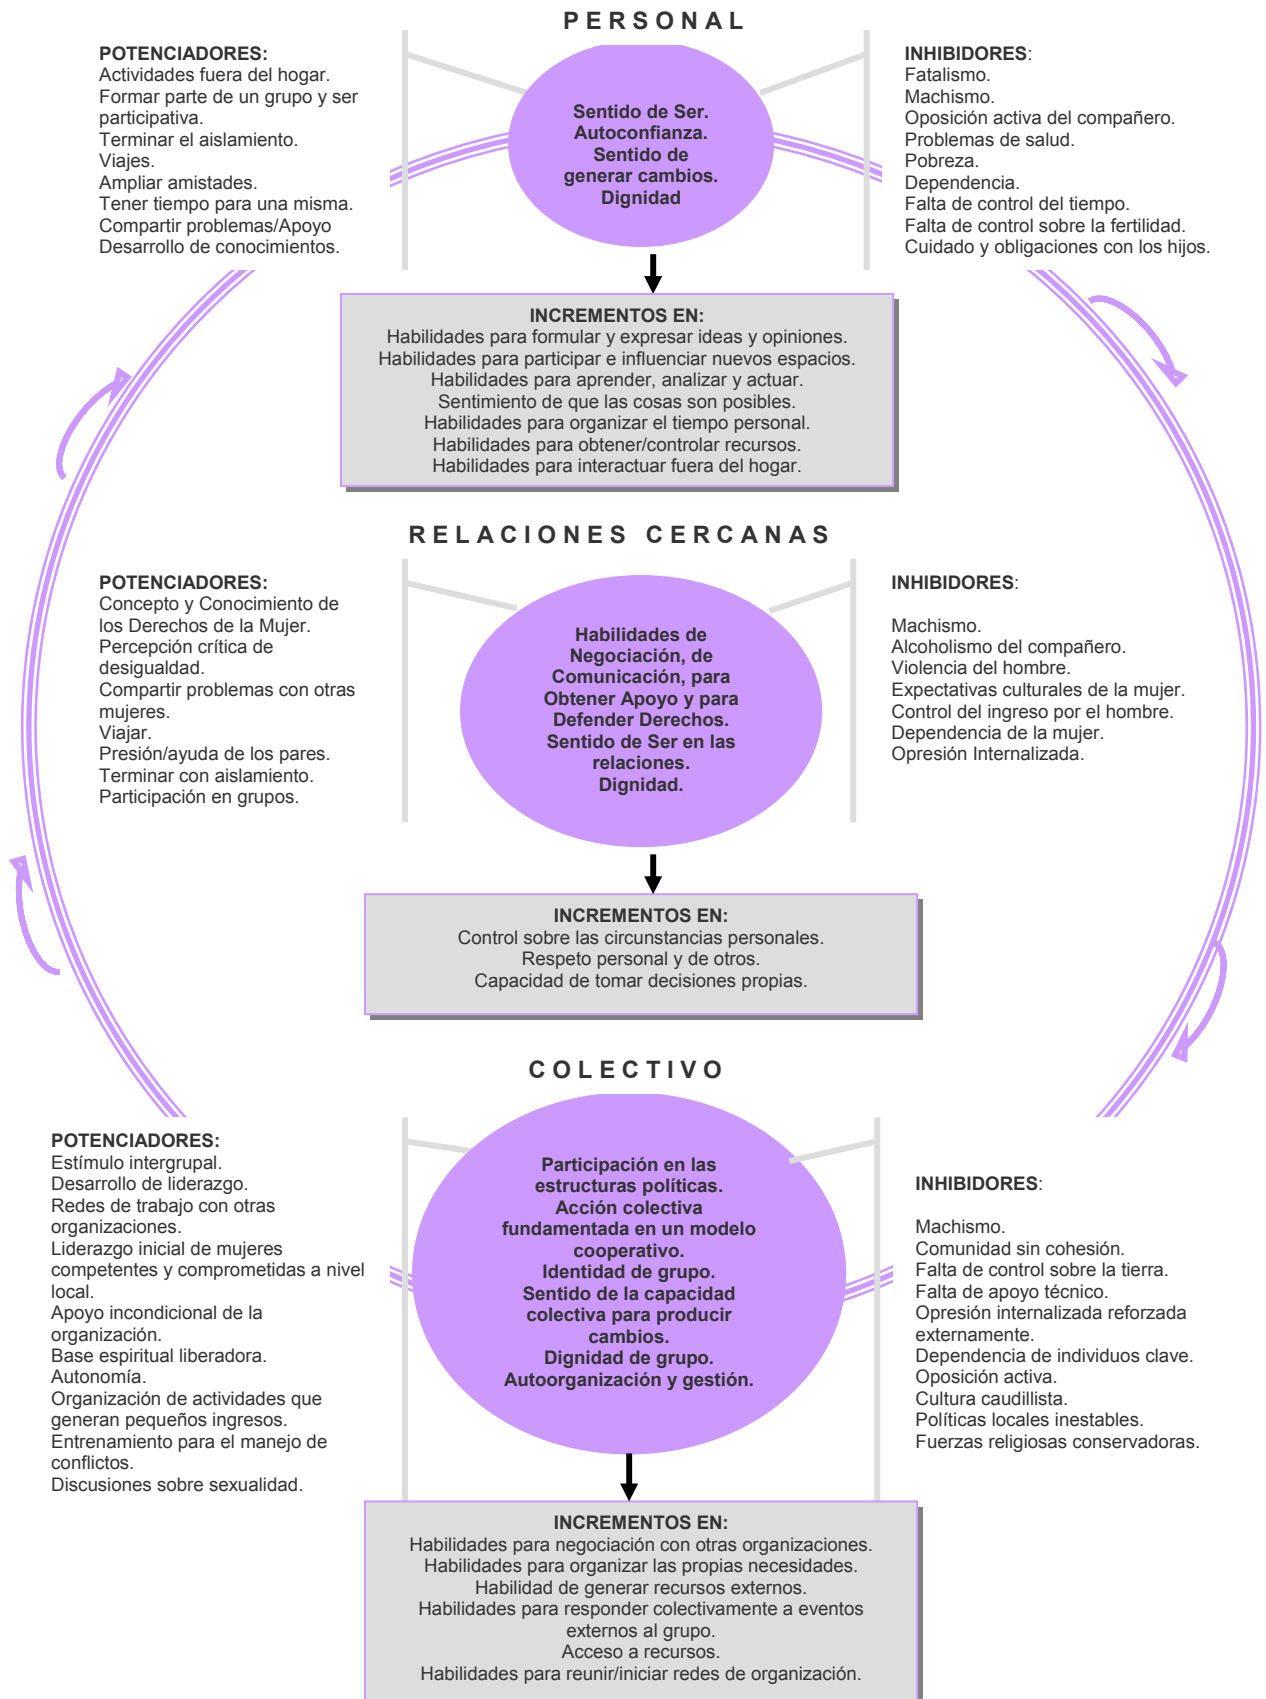 PERSONAL
POTENCIADORES:
Actividades fuera del hogar.
Formar parte de un grupo y ser
participativa.
Terminar el aislamiento.
Viajes.
Ampliar amistades.
Tener tiempo para una misma.
Compartir problemas/Apoyo
Desarrollo de conocimientos.
Sentido de Ser.
Autoconfianza.
Sentido de
generar cambios.
Dignidad
INHIBIDORES:
Fatalismo.
Machismo.
Oposición activa del compañero.
Problemas de salud.
Pobreza.
Dependencia.
Falta de control del tiempo.
Falta de control sobre la fertilidad.
Cuidado y obligaciones con los hijos.
INCREMENTOS EN:
Habilidades para formular y expresar ideas y opiniones.
Habilidades para participar e influenciar nuevos espacios.
Habilidades para aprender, analizar y actuar.
Sentimiento de que las cosas son posibles.
Habilidades para organizar el tiempo personal.
Habilidades para obtener/controlar recursos.
Habilidades para interactuar fuera del hogar.
RELACIONES CERCANAS
POTENCIADORES:
Concepto y Conocimiento de
los Derechos de la Mujer.
Percepción crítica de
desigualdad.
Compartir problemas con otras
mujeres.
Viajar.
Presión/ayuda de los pares.
Terminar con aislamiento.
Participación en grupos.
Habilidades de
Negociación, de
Comunicación, para
Obtener Apoyo y para
Defender Derechos.
Sentido de Ser en las
relaciones.
Dignidad.
INHIBIDORES:
Machismo.
Alcoholismo del compañero.
Violencia del hombre.
Expectativas culturales de la mujer.
Control del ingreso por el hombre.
Dependencia de la mujer.
Opresión Internalizada.
INCREMENTOS EN:
Control sobre las circunstancias personales.
Respeto personal y de otros.
Capacidad de tomar decisiones propias.
COLECTIVO
POTENCIADORES:
Estímulo intergrupal.
Desarrollo de liderazgo.
Redes de trabajo con otras
organizaciones.
Liderazgo inicial de mujeres
competentes y comprometidas a nivel
local.
Apoyo incondicional de la
organización.
Base espiritual liberadora.
Autonomía.
Organización de actividades que
generan pequeños ingresos.
Entrenamiento para el manejo de
conflictos.
Discusiones sobre sexualidad.
Participación en las
estructuras políticas.
Acción colectiva
fundamentada en un modelo
cooperativo.
Identidad de grupo.
Sentido de la capacidad
colectiva para producir
cambios.
Dignidad de grupo.
Autoorganización y gestión.
INHIBIDORES:
Machismo.
Comunidad sin cohesión.
Falta de control sobre la tierra.
Falta de apoyo técnico.
Opresión internalizada reforzada
externamente.
Dependencia de individuos clave.
Oposición activa.
Cultura caudillista.
Políticas locales inestables.
Fuerzas religiosas conservadoras.
INCREMENTOS EN:
Habilidades para negociación con otras organizaciones.
Habilidades para organizar las propias necesidades.
Habilidad de generar recursos externos.
Habilidades para responder colectivamente a eventos
externos al grupo.
Acceso a recursos.
Habilidades para reunir/iniciar redes de organización.